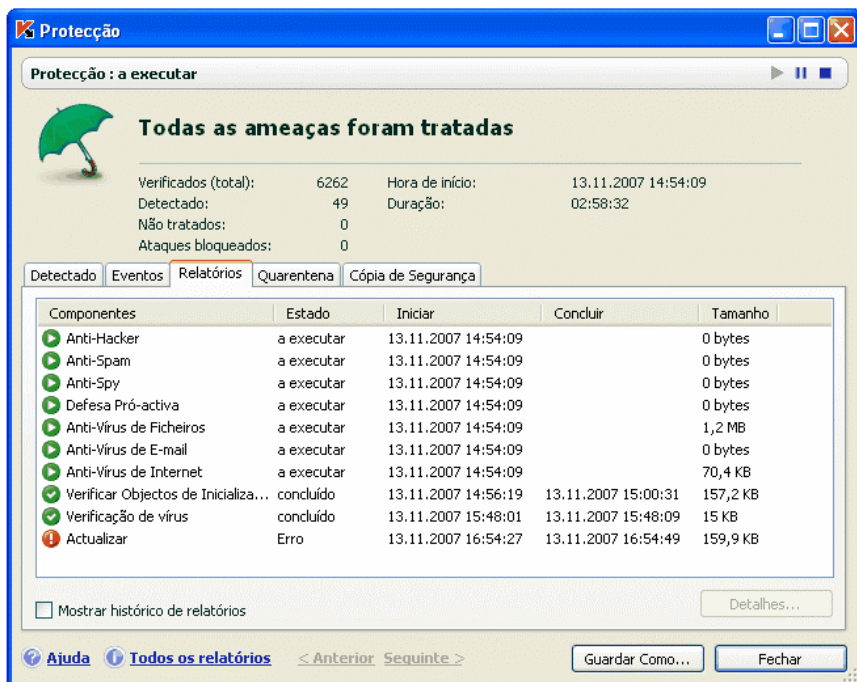 Protecção
Protecção : a executar
Todas as ameaças foram tratadas
Verificados (total): 6262 Hora de início: 13.11.2007 14:54:09
Detectado: 49 Duração: 02:58:32
Não tratados: 0
Ataques bloqueados: 0
Detectado Eventos Relatórios Quarentena Cópia de Segurança
Componentes Estado Iniciar Concluir Tamanho
Anti-Hacker a executar 13.11.2007 14:54:09 0 bytes
Anti-Spam a executar 13.11.2007 14:54:09 0 bytes
Anti-Spy a executar 13.11.2007 14:54:09 0 bytes
Defesa Pró-activa a executar 13.11.2007 14:54:09 0 bytes
Anti-Vírus de Ficheiros a executar 13.11.2007 14:54:09 1,2 MB
Anti-Vírus de E-mail a executar 13.11.2007 14:54:09 0 bytes
Anti-Vírus de Internet a executar 13.11.2007 14:54:09 70,4 KB
Verificar Objectos de Inicializa... concluído 13.11.2007 14:56:19 13.11.2007 15:00:31 157,2 KB
Verificação de vírus concluído 13.11.2007 15:48:01 13.11.2007 15:48:09 15 KB
Actualizar Erro 13.11.2007 16:54:27 13.11.2007 16:54:49 159,9 KB
Mostrar histórico de relatórios Detalhes...
Ajuda Todos os relatórios < Anterior Sequinte > Guardar Como... Fechar